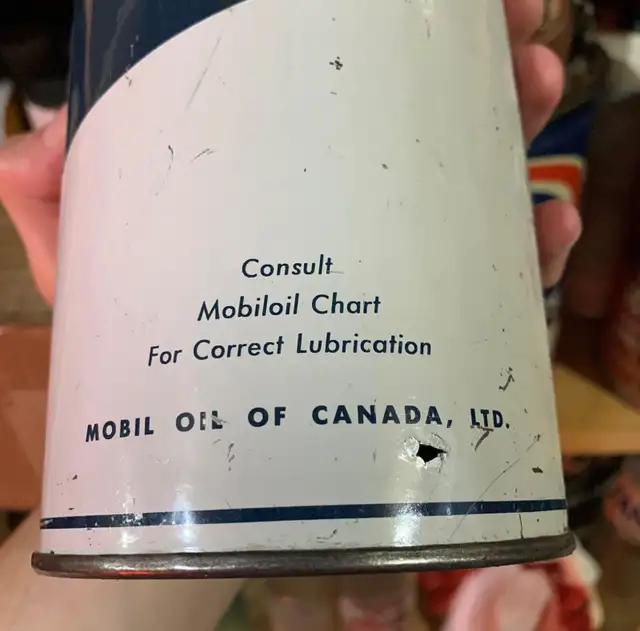 Consult
Mobiloil Chart
For Correct Lubrication
MOBIL OIL OF CANADA, LTD.